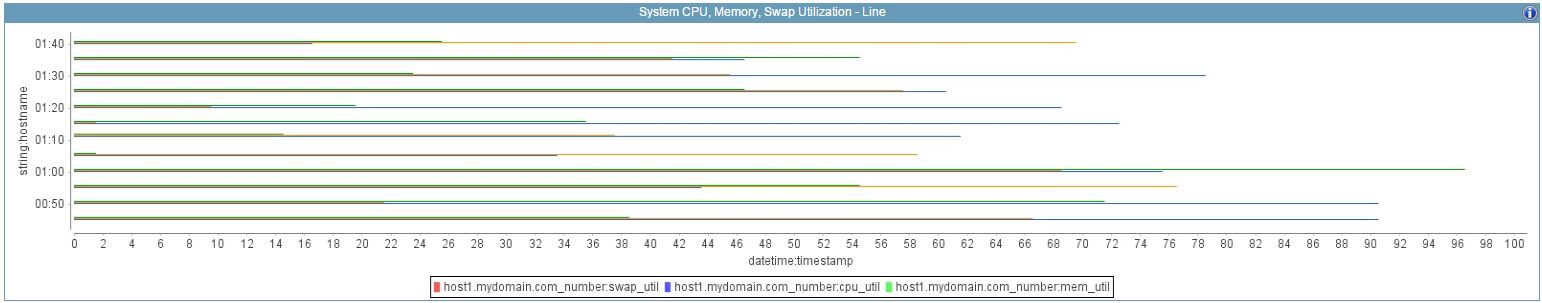 System CPU, Memory, Swap Utilization - Line
01:40
01:30
01:20
01:10
01:00
00:50
string:hostname
0 2 4 6 8 10 12 14 16 18 20 22 24 26 28 30 32 34 36 38 40 42 44 46 48 50 52 54 56 58 60 62 64 66 68 70 72 74 76 78 80 82 84 86 88 90 92 94 96 98 100
datetime:timestamp
host1.mydomain.com_number:swap_util host1.mydomain.com_number:cpu_util host1.mydomain.com_number:mem_util